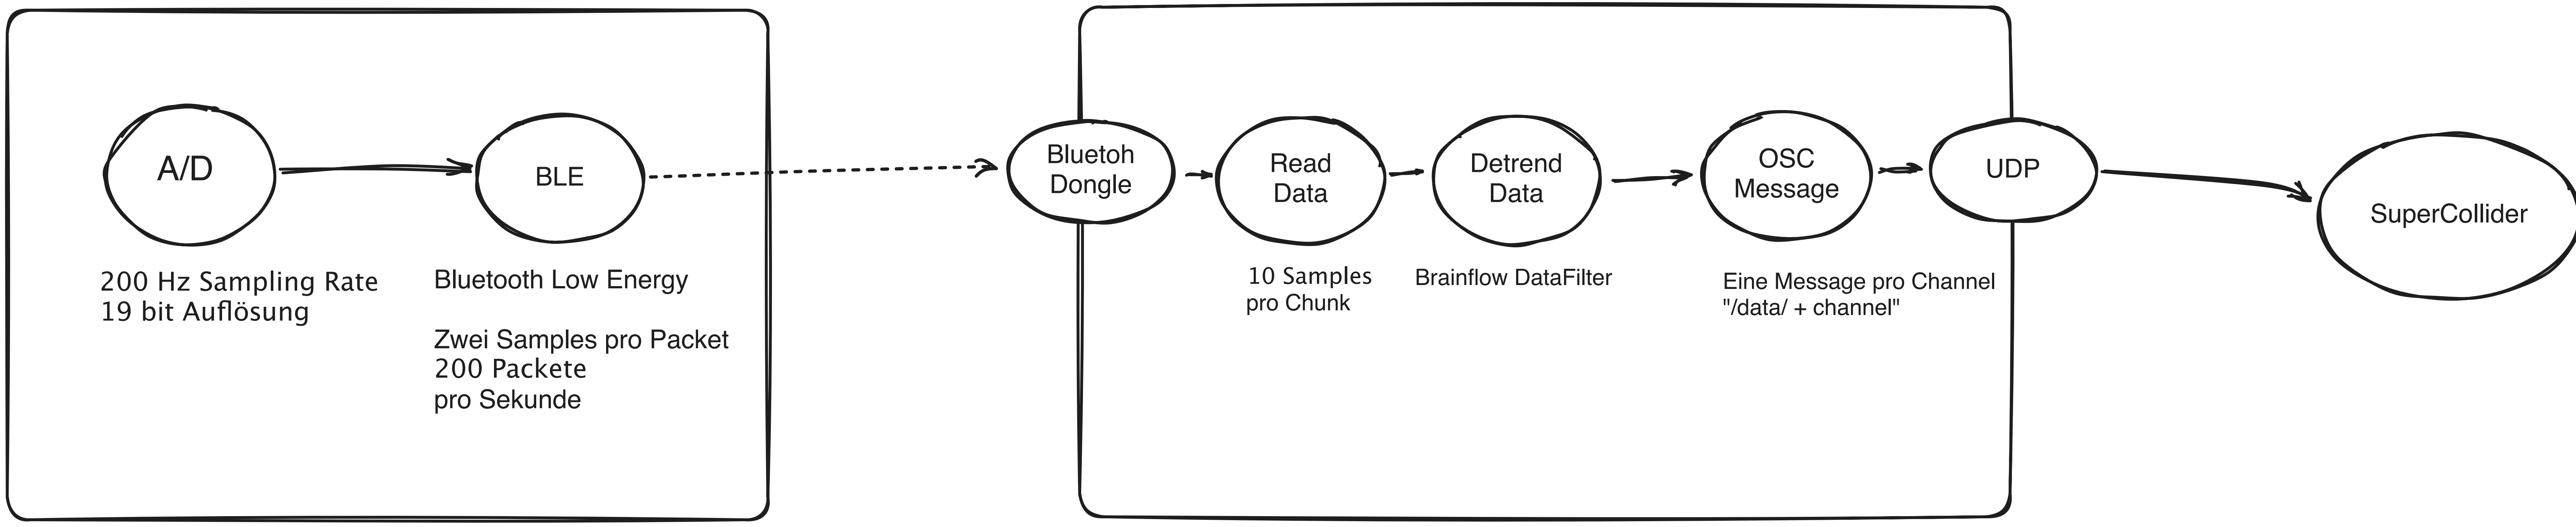 A/D
200 Hz Sampling Rate
19 bit Auflösung
BLE
Bluetooth Low Energy
Zwei Samples pro Packet
200 Packete
pro Sekunde
Bluetoh
Dongle
Read
Data
10 Samples
pro Chunk
Detrend
Data
Brainflow DataFilter
OSC
Message
Eine Message pro Channel
"/data/ + channel"
UDP
SuperCollider